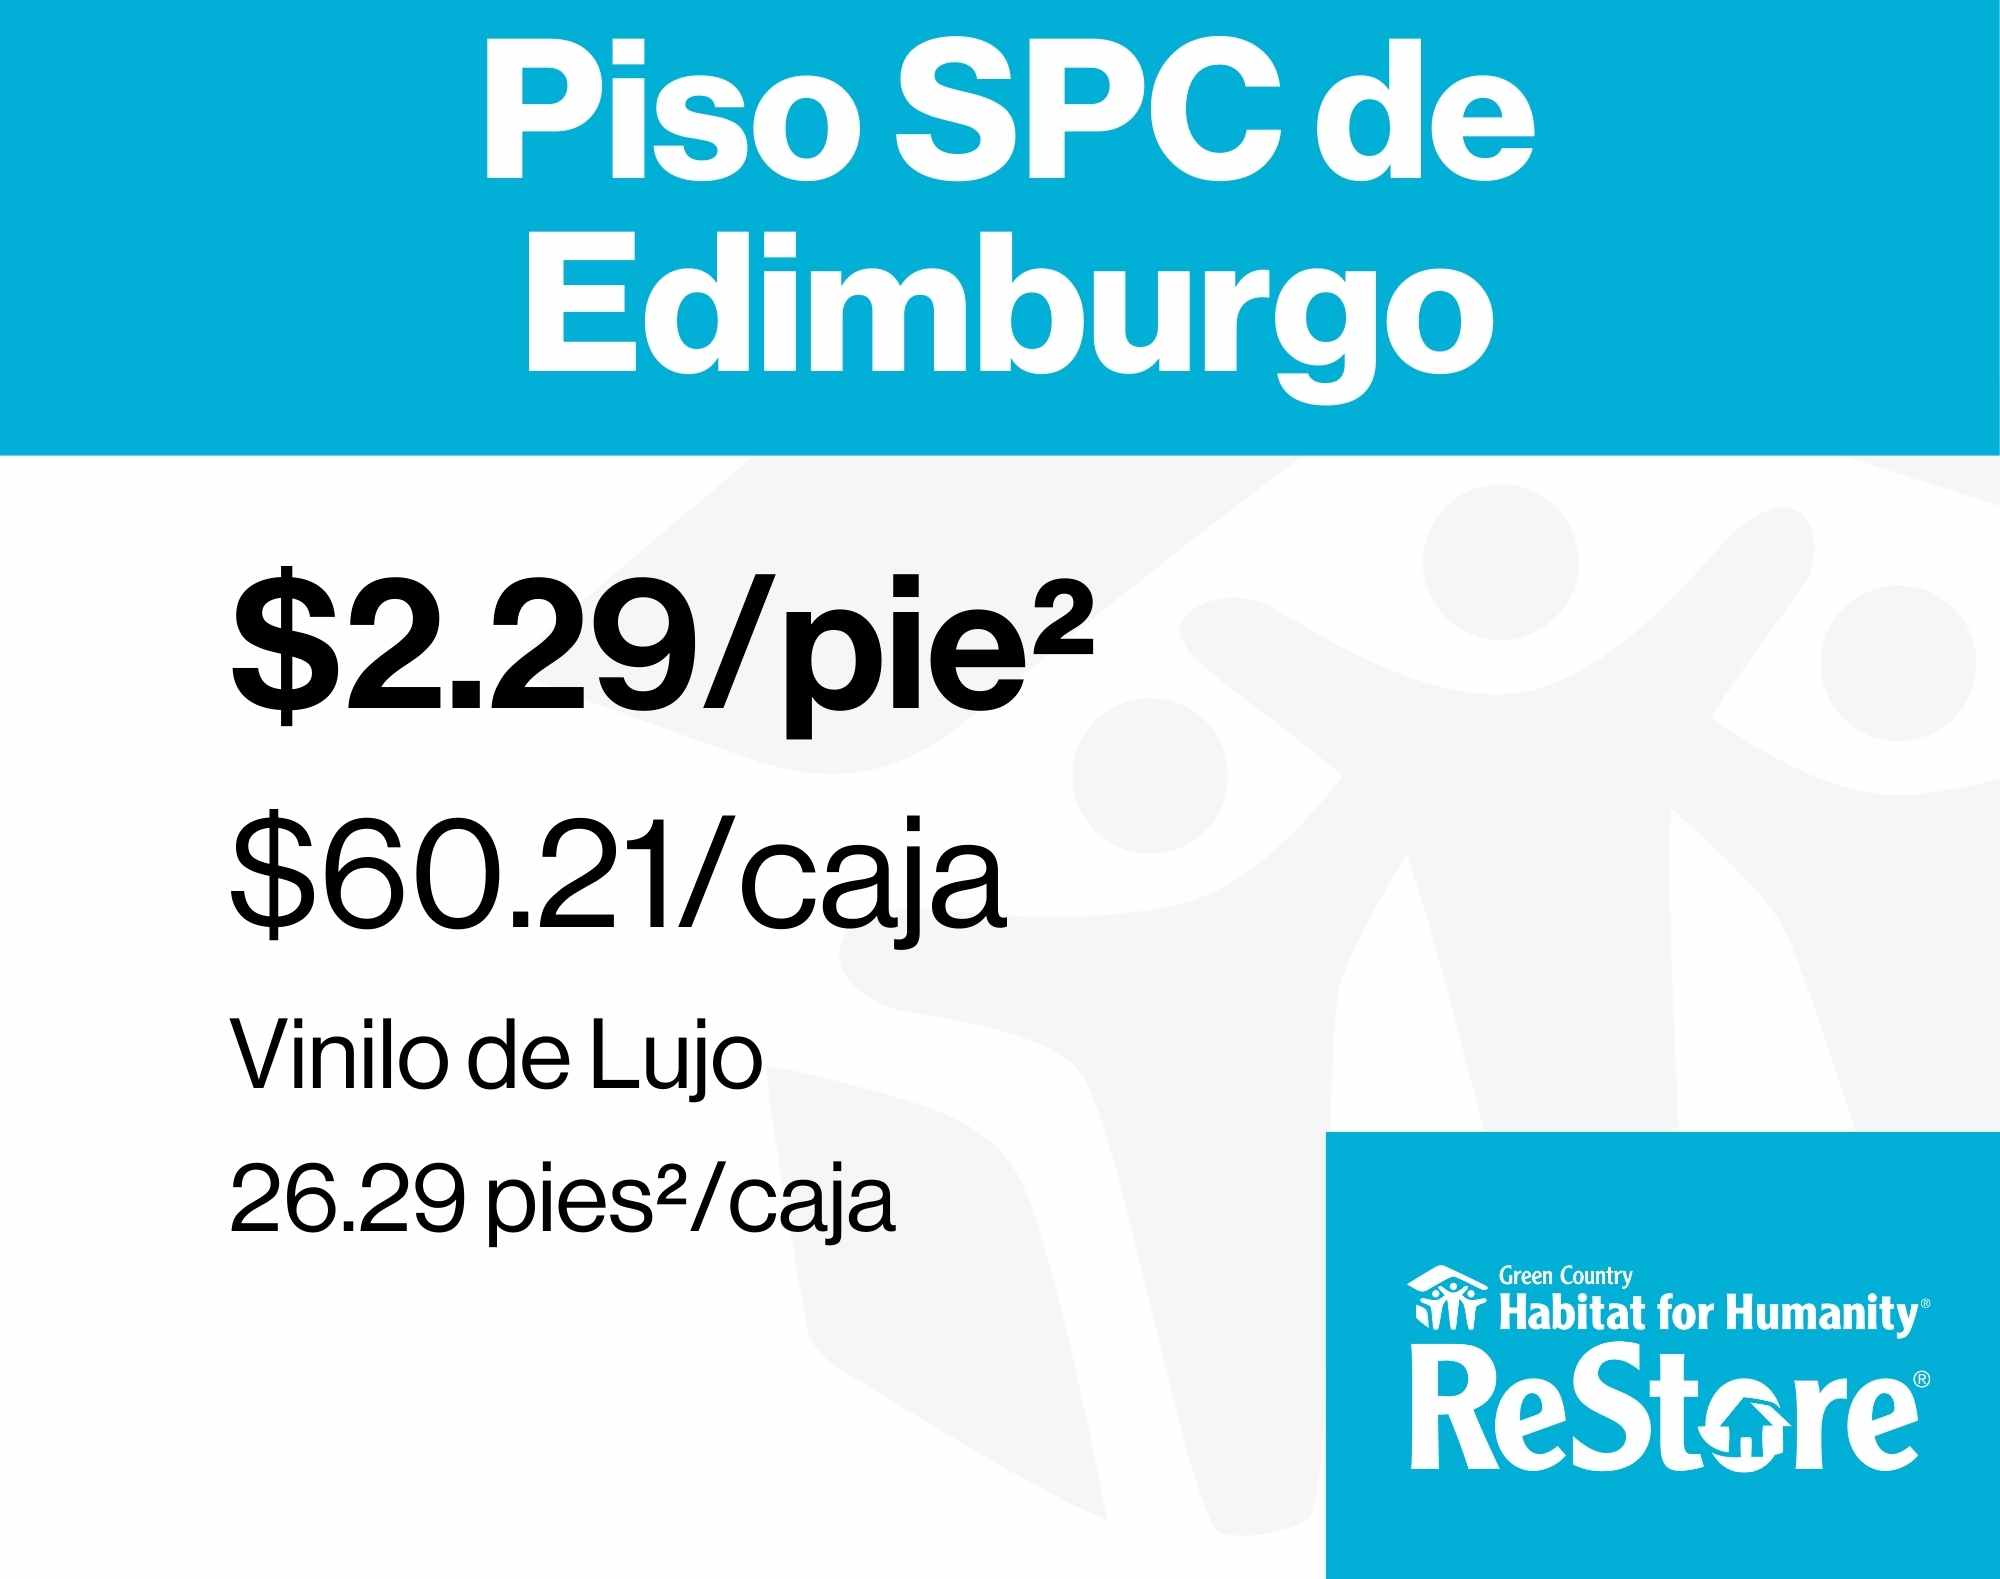 Piso SPC de
Edimburgo
$2.29/pie²
$60.21/caja
Vinilo de Lujo
26.29 pies²/caja
Green Country
Habitat for Humanity®
ReStore®